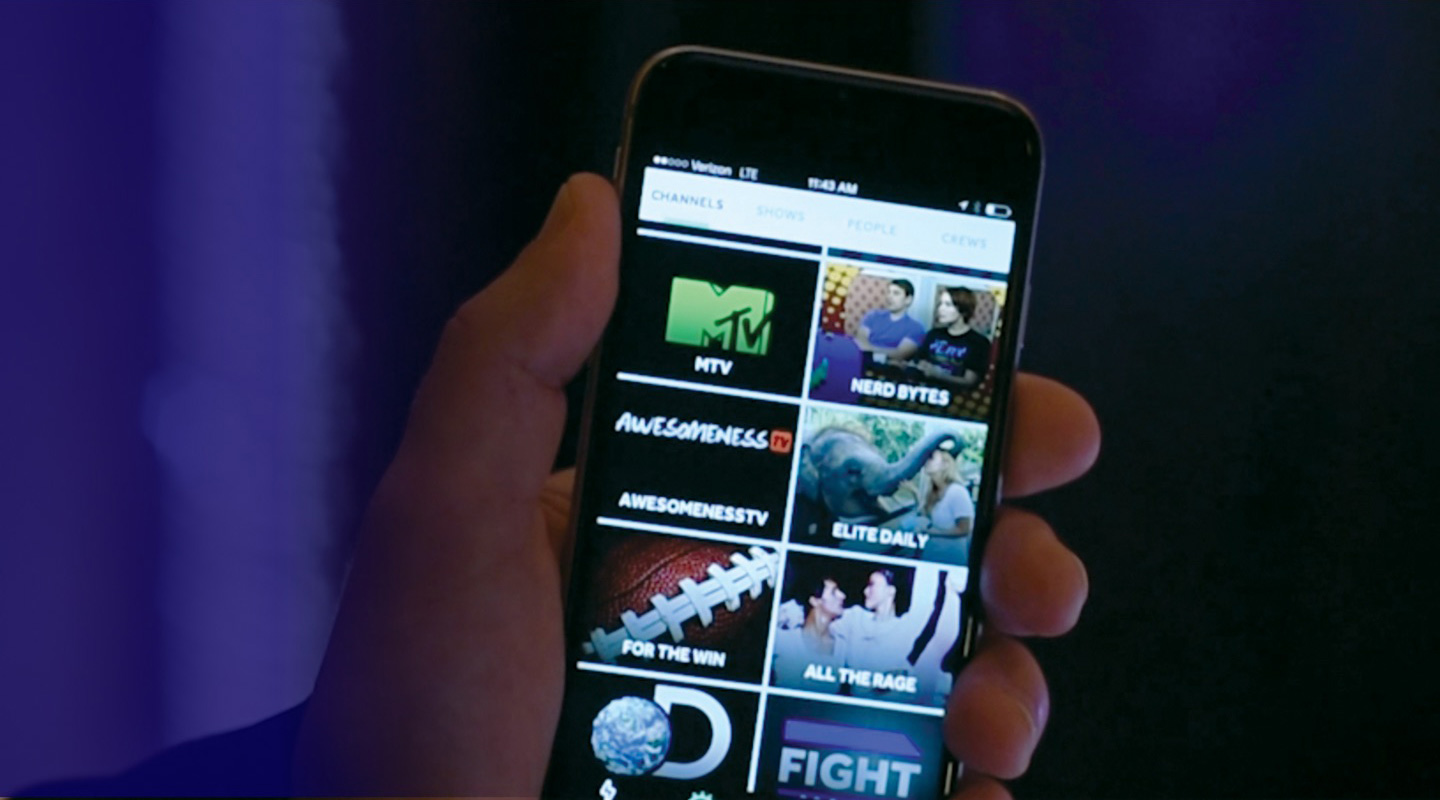 Verizon LTE 11:43 AM
CHANNELS SHOWS PEOPLE CREWS
MTV
MTV
NERD BYTES
AWESOMENESS TV
AWESOMENESSTV
ELITE DAILY
FOR THE WIN
ALL THE RAGE
D
FIGHT